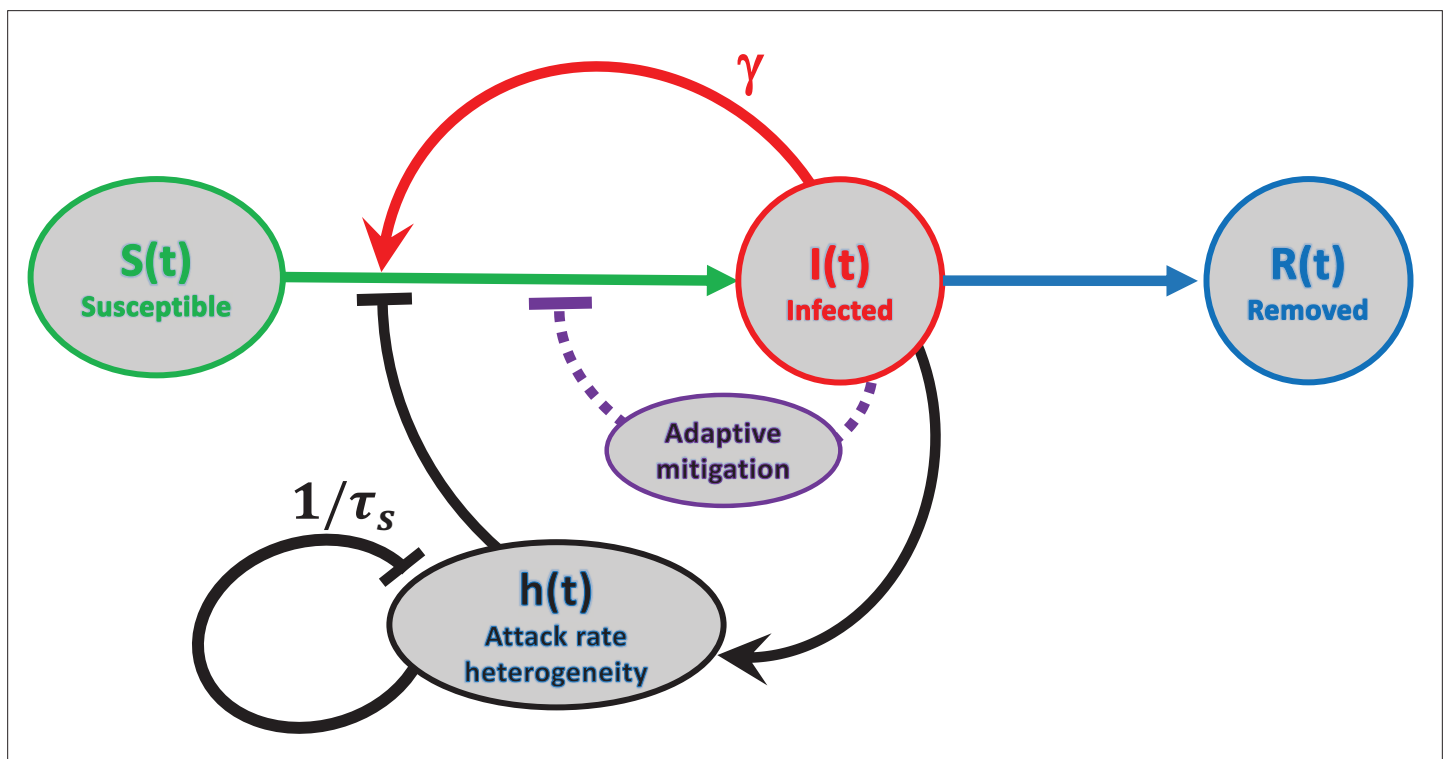 γ
S(t)
Susceptible
I(t)
Infected
R(t)
Removed
Adaptive
mitigation
1/τₛ
h(t)
Attack rate
heterogeneity